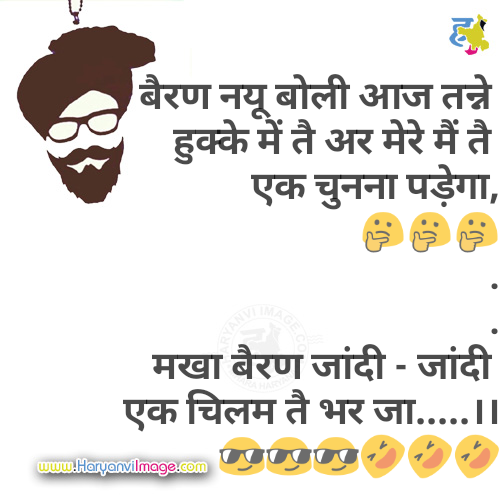 बैरण नयू बोली आज तन्ने
हुक्के में तै अर मेरे मैं तै
एक चुनना पड़ेगा,
🤔🤔🤔
.
.
मखा बैरण जांदी - जांदी
एक चिलम तै भर जा.....।।
😎😎😎🤣🤣🤣
www.HaryanviImage.com
ह